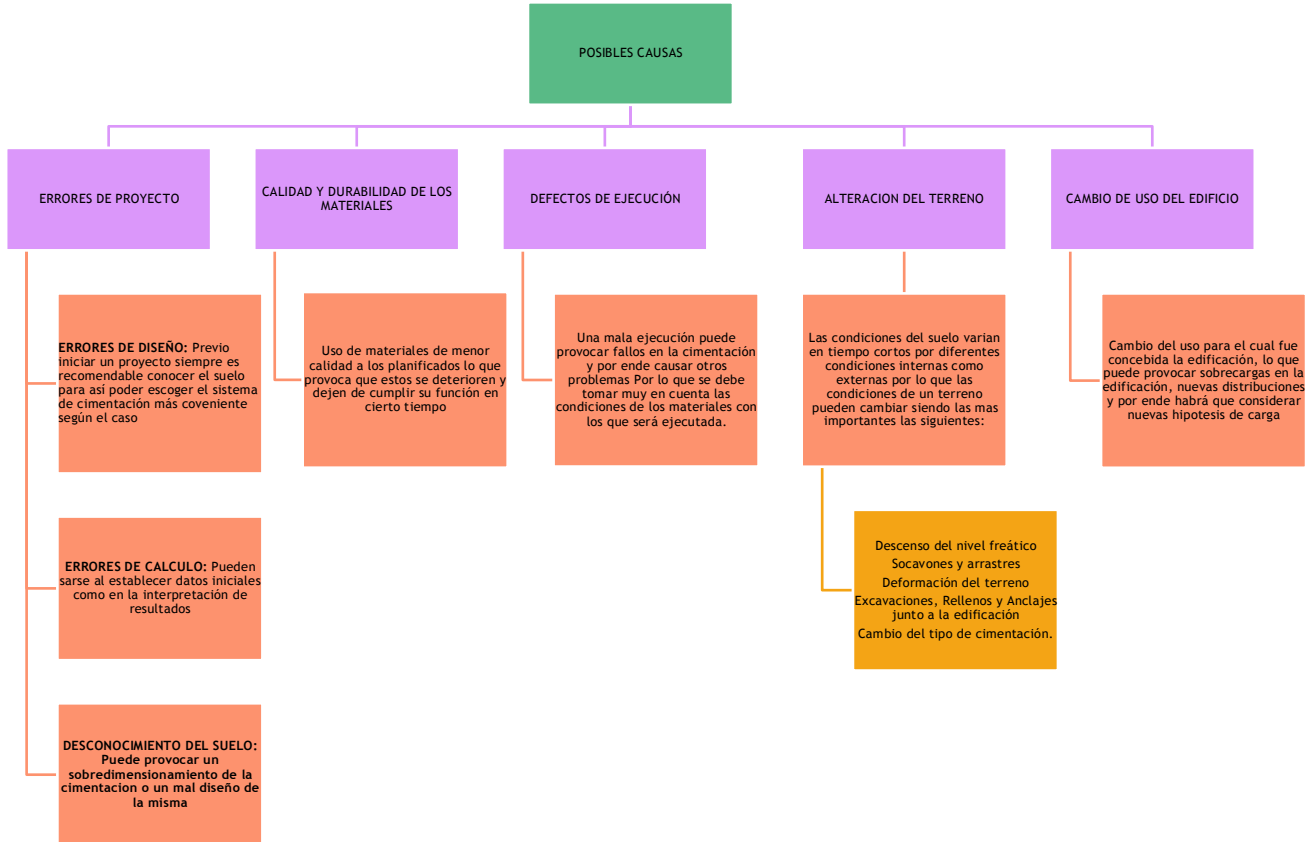 POSIBLES CAUSAS
ERRORES DE PROYECTO
CALIDAD Y DURABILIDAD DE LOS
MATERIALES
DEFECTOS DE EJECUCIÓN
ALTERACION DEL TERRENO
CAMBIO DE USO DEL EDIFICIO
ERRORES DE DISEÑO: Previo
iniciar un proyecto siempre es
recomendable conocer el suelo
para así poder escoger el sistema
de cimentación más coveniente
según el caso
ERRORES DE CALCULO: Pueden
sarse al establecer datos iniciales
como en la interpretación de
resultados
DESCONOCIMIENTO DEL SUELO:
Puede provocar un
sobredimensionamiento de la
cimentacion o un mal diseño de
la misma
Uso de materiales de menor
calidad a los planificados lo que
provoca que estos se deterioren y
dejen de cumplir su función en
cierto tiempo
Una mala ejecución puede
provocar fallos en la cimentación
y por ende causar otros
problemas Por lo que se debe
tomar muy en cuenta las
condiciones de los materiales con
los que será ejecutada.
Las condiciones del suelo varian
en tiempo cortos por diferentes
condiciones internas como
externas por lo que las
condiciones de un terreno
pueden cambiar siendo las mas
importantes las siguientes:
Descenso del nivel freático
Socavones y arrastres
Deformación del terreno
Excavaciones, Rellenos y Anclajes
junto a la edificación
Cambio del tipo de cimentación.
Cambio del uso para el cual fue
concebida la edificación, lo que
puede provocar sobrecargas en la
edificación, nuevas distribuciones
y por ende habrá que considerar
nuevas hipotesis de carga